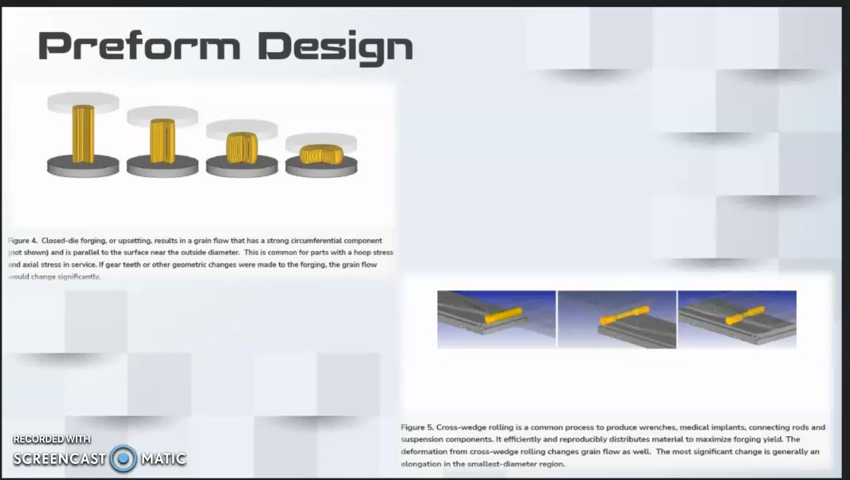 Preform Design
Figure 4. Closed-die forging, or upsetting, results in a grain flow that has a strong circumferential component
(not shown) and is parallel to the surface near the outside diameter. This is common for parts with a hoop stress
and axial stress in service. If gear teeth or other geometric changes were made to the forging, the grain flow
would change significantly.
Figure 5. Cross-wedge rolling is a common process to produce wrenches, medical implants, connecting rods and
suspension components. It efficiently and reproducibly distributes material to maximize forging yield. The
deformation from cross-wedge rolling changes grain flow as well. The most significant change is generally an
elongation in the smallest-diameter region.
RECORDED WITH
SCREENCAST MATIC